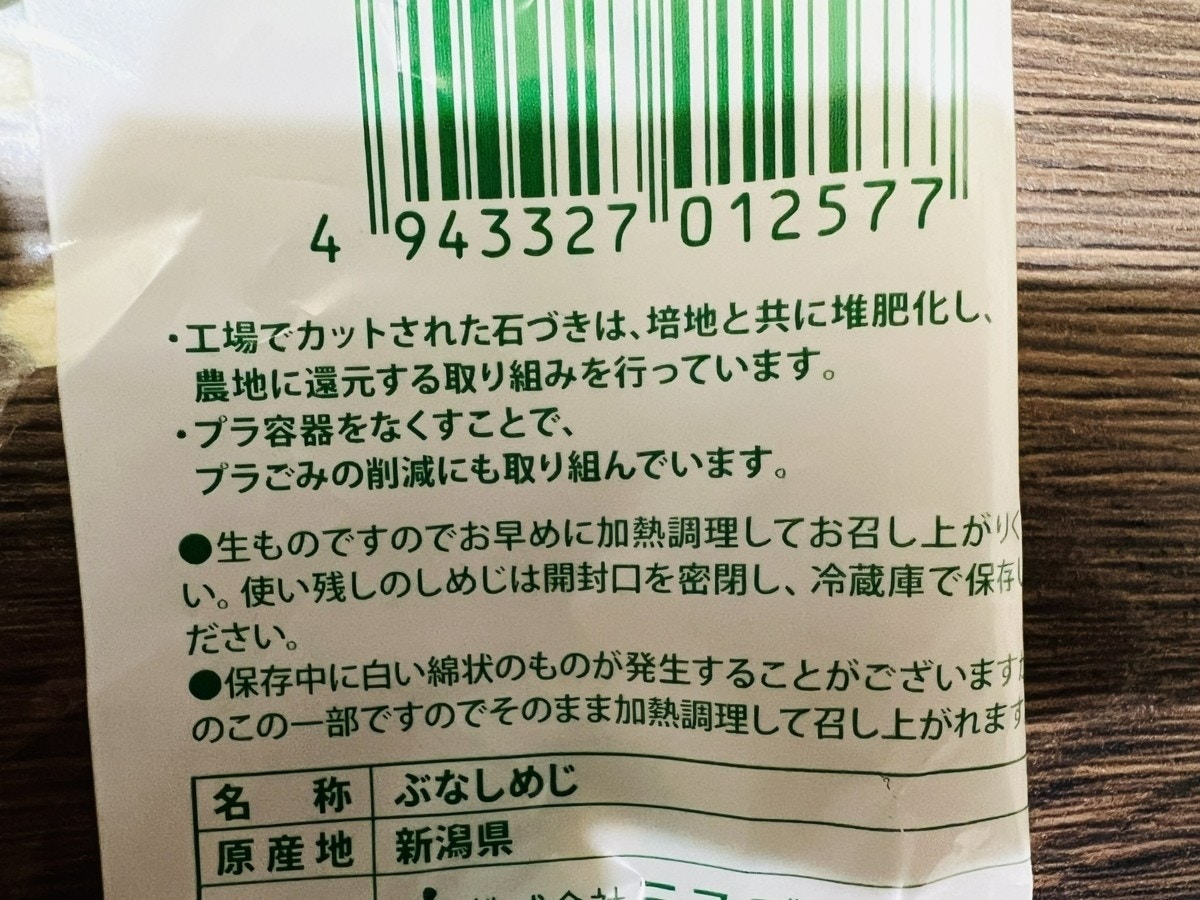 4 943327 012577
・工場でカットされた石づきは、培地と共に堆肥化し、
農地に還元する取り組みを行っています。
・プラ容器をなくすことで、
プラごみの削減にも取り組んでいます。
●生ものですのでお早めに加熱調理してお召し上がりく
い。使い残しのしめじは開封口を密閉し、冷蔵庫で保存し
ださい。
●保存中に白い綿状のものが発生することがございます
のこの一部ですのでそのまま加熱調理して召し上がれます
名 称 ぶなしめじ
原産地 新潟県
株式会社